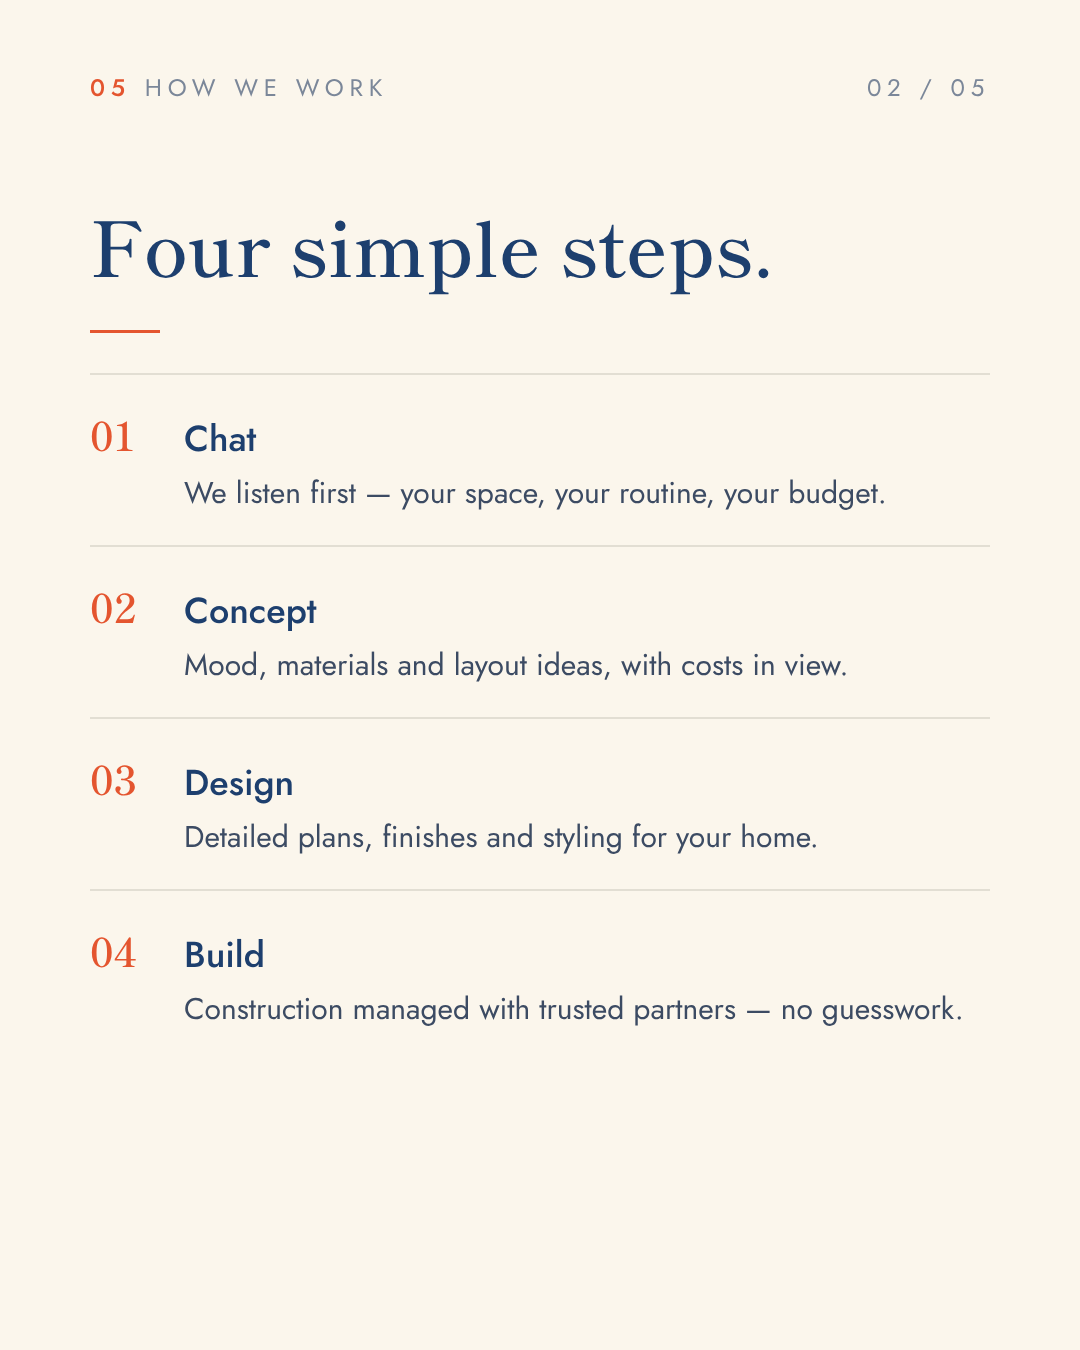 05 HOW WE WORK 02 / 05
Four simple steps.
01 Chat
We listen first — your space, your routine, your budget.
02 Concept
Mood, materials and layout ideas, with costs in view.
03 Design
Detailed plans, finishes and styling for your home.
04 Build
Construction managed with trusted partners — no guesswork.